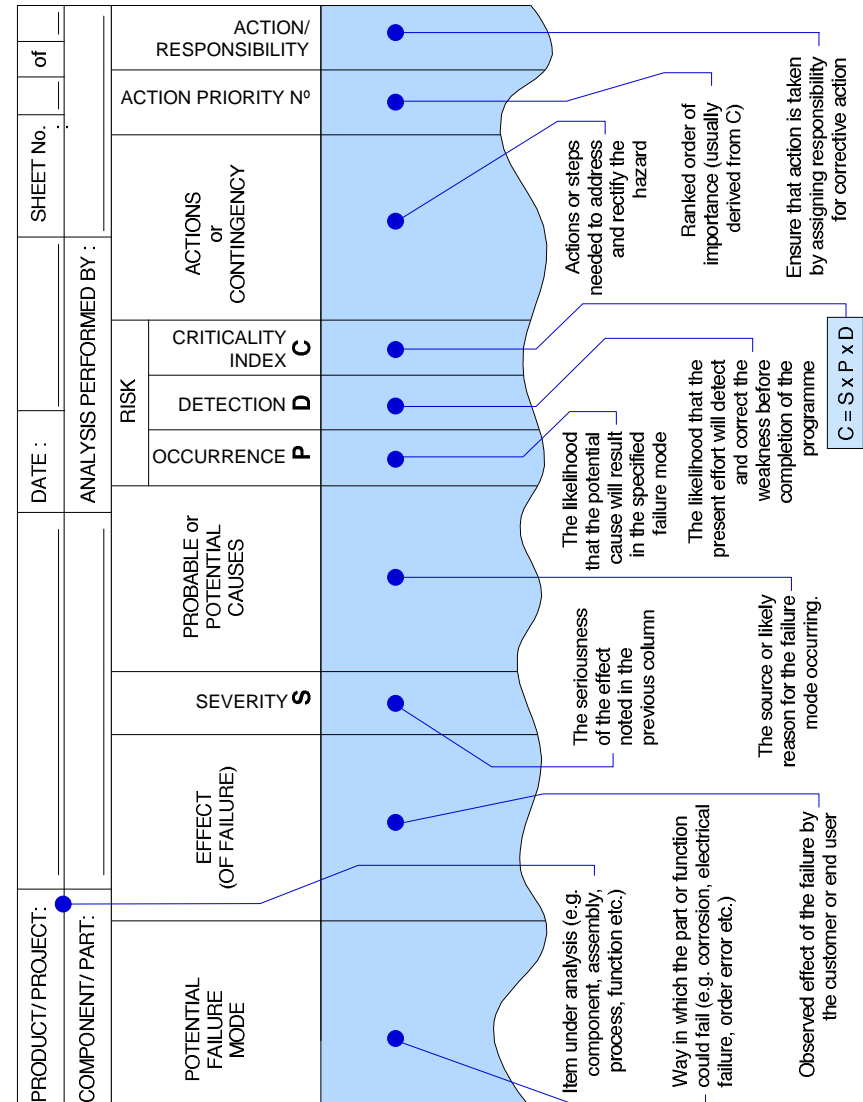 PRODUCT/ PROJECT:
DATE :
SHEET No. :
of
COMPONENT/ PART:
ANALYSIS PERFORMED BY :
POTENTIAL
FAILURE
MODE
EFFECT
(OF FAILURE)
SEVERITY S
PROBABLE or
POTENTIAL
CAUSES
RISK
OCCURRENCE P
DETECTION D
CRITICALITY
INDEX C
ACTIONS
or
CONTINGENCY
ACTION PRIORITY Nº
ACTION/
RESPONSIBILITY
Item under analysis (e.g.
component, assembly,
process, function etc.)
Way in which the part or function
could fail (e.g. corrosion, electrical
failure, order error etc.)
Observed effect of the failure by
the customer or end user
The seriousness
of the effect
noted in the
previous column
The source or likely
reason for the failure
mode occurring.
The likelihood
that the potential
cause will result
in the specified
failure mode
The likelihood that the
present effort will detect
and correct the
weakness before
completion of the
programme
C = S x P x D
Actions or steps
needed to address
and rectify the
hazard
Ranked order of
importance (usually
derived from C)
Ensure that action is taken
by assigning responsibility
for corrective action